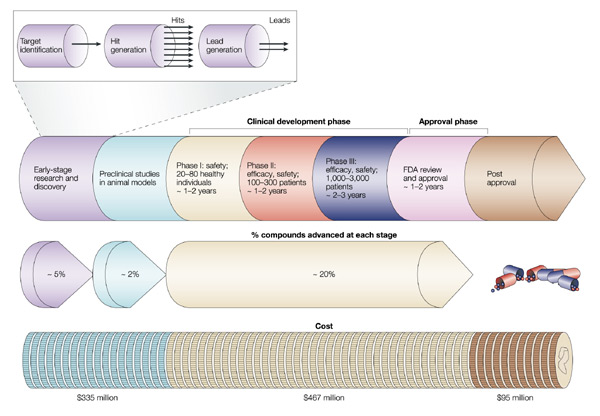 Hits
Leads
Target
identification
Hit
generation
Lead
generation
Clinical development phase
Approval phase
Early-stage
research and
discovery
Preclinical studies
in animal models
Phase I: safety;
20–80 healthy
individuals
~ 1–2 years
Phase II:
efficacy, safety;
100–300 patients
~ 1–2 years
Phase III:
efficacy, safety;
1,000–3,000
patients
~ 2–3 years
FDA review
and approval
~ 1–2 years
Post
approval
% compounds advanced at each stage
~ 5%
~ 2%
~ 20%
Cost
$335 million
$467 million
$95 million